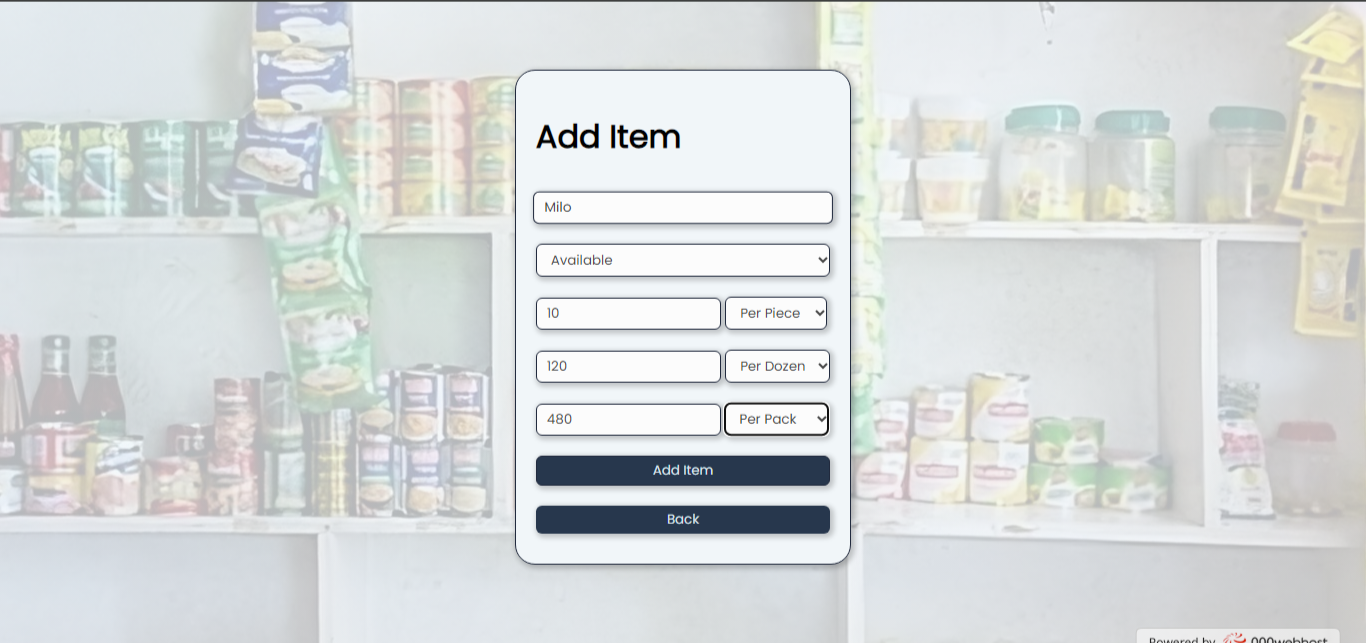 Add Item
Milo
Available
10 Per Piece
120 Per Dozen
480 Per Pack
Add Item
Back
Powered by 000webhost